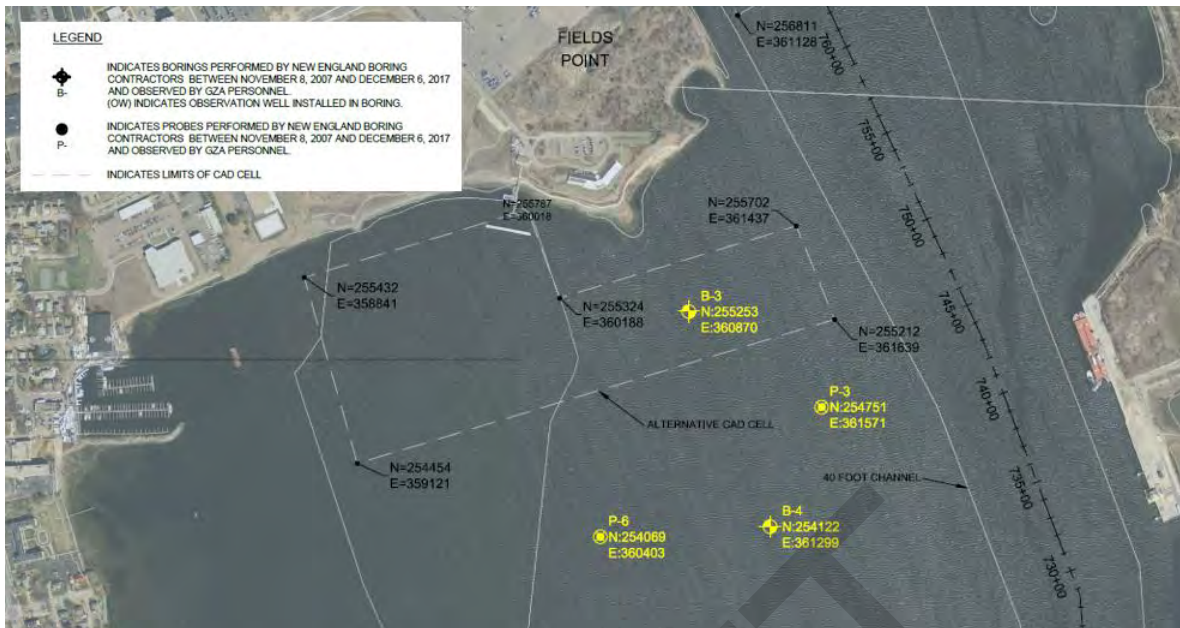 LEGEND
B-
INDICATES BORINGS PERFORMED BY NEW ENGLAND BORING
CONTRACTORS BETWEEN NOVEMBER 8, 2007 AND DECEMBER 6, 2017
AND OBSERVED BY GZA PERSONNEL.
(OW) INDICATES OBSERVATION WELL INSTALLED IN BORING.
P-
INDICATES PROBES PERFORMED BY NEW ENGLAND BORING
CONTRACTORS BETWEEN NOVEMBER 8, 2007 AND DECEMBER 6, 2017
AND OBSERVED BY GZA PERSONNEL.
INDICATES LIMITS OF CAD CELL
FIELDS
POINT
N=256811
E=361128
760+00
755+00
750+00
745+00
740+00
735+00
730+00
N=255787
E=360018
N=255702
E=361437
N=255432
E=358841
N=255324
E=360188
B-3
N:255253
E:360870
N=255212
E=361639
P-3
N:254751
E:361571
ALTERNATIVE CAD CELL
N=254454
E=359121
40 FOOT CHANNEL
P-6
N:254069
E:360403
B-4
N:254122
E:361299